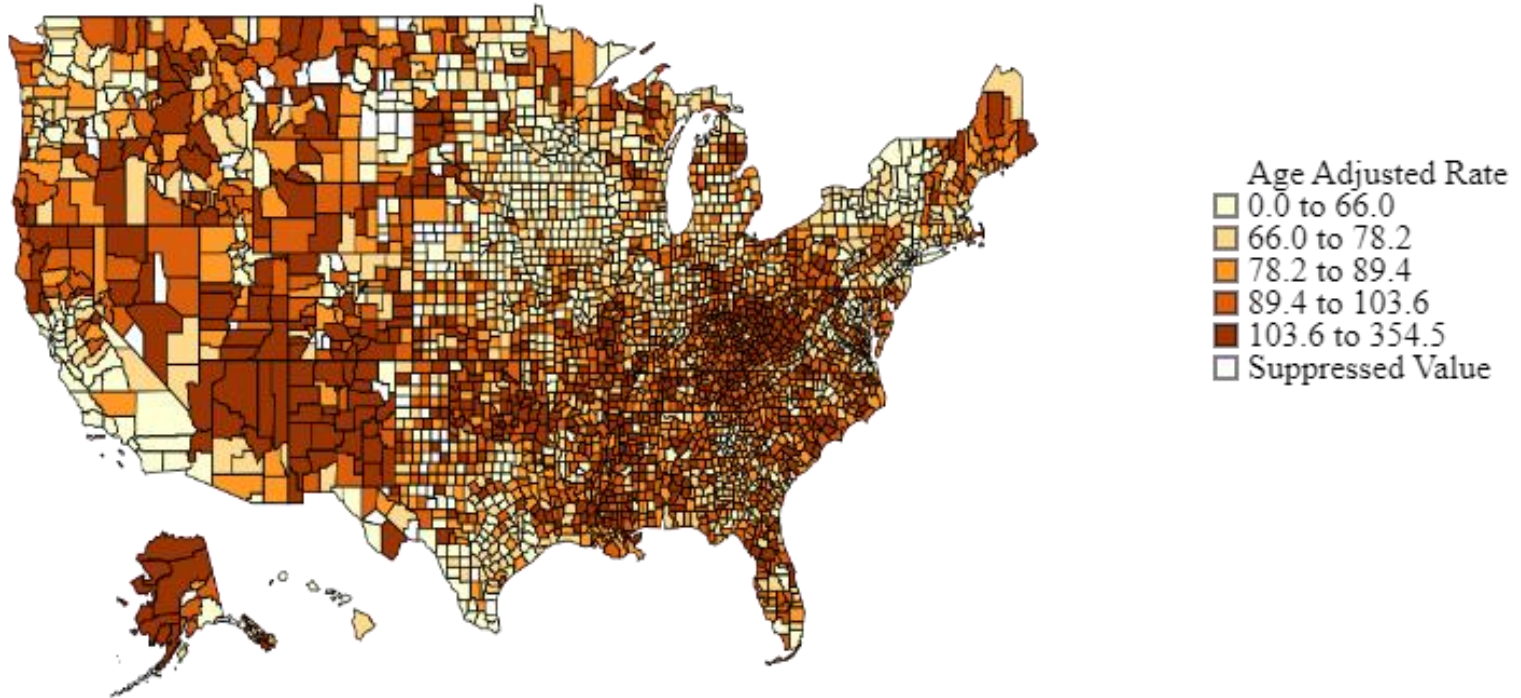 Age Adjusted Rate
0.0 to 66.0
66.0 to 78.2
78.2 to 89.4
89.4 to 103.6
103.6 to 354.5
Suppressed Value